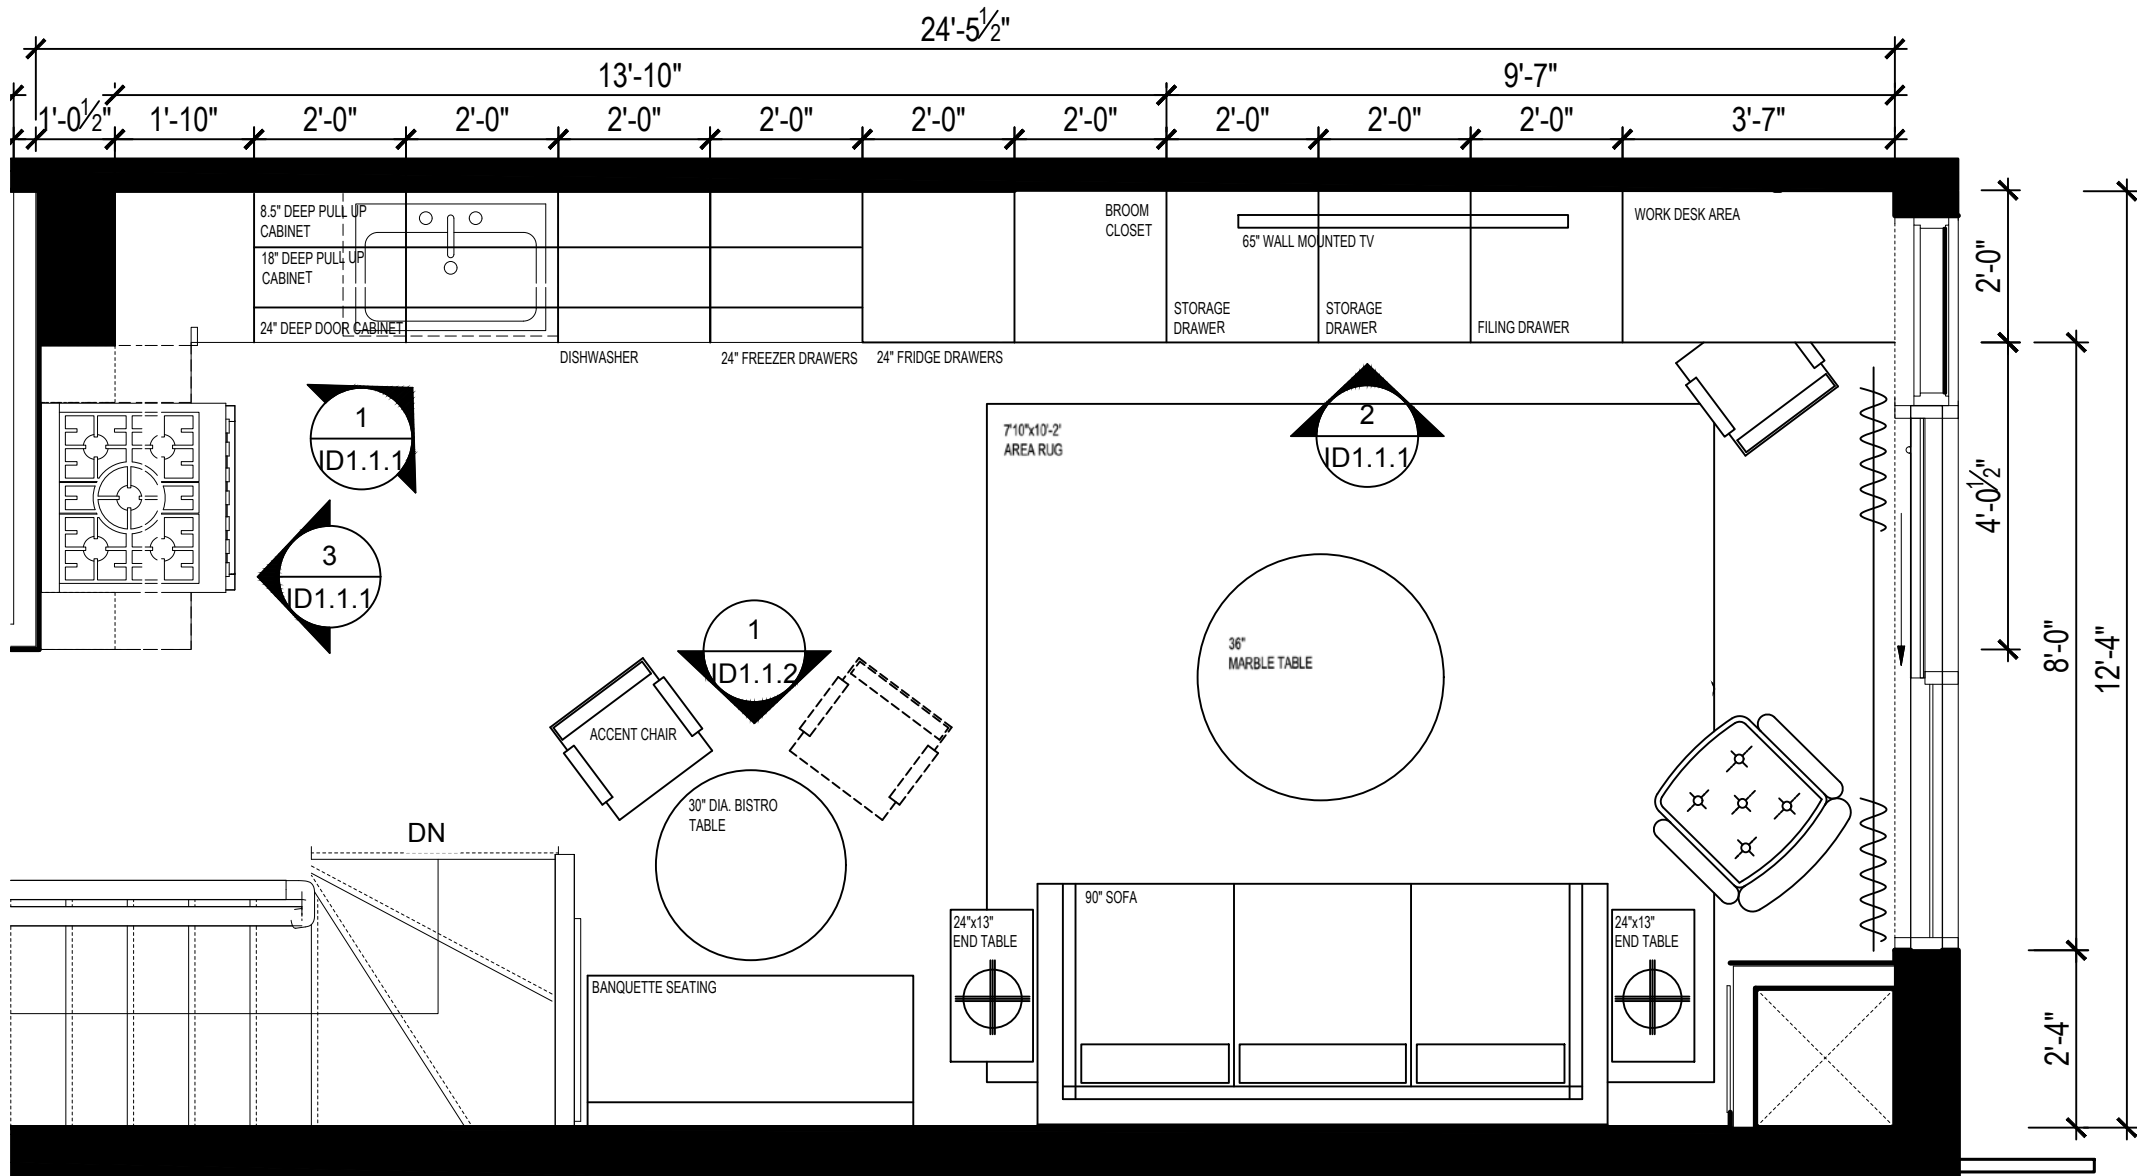 24'-5½"
13'-10"
9'-7"
1'-0½"
1'-10"
2'-0"
2'-0"
2'-0"
2'-0"
2'-0"
2'-0"
2'-0"
2'-0"
2'-0"
3'-7"
8.5" DEEP PULL UP
CABINET
18" DEEP PULL UP
CABINET
24" DEEP DOOR CABINET
DISHWASHER
24" FREEZER DRAWERS
24" FRIDGE DRAWERS
BROOM
CLOSET
65" WALL MOUNTED TV
STORAGE
DRAWER
STORAGE
DRAWER
FILING DRAWER
WORK DESK AREA
2'-0"
4'-0½"
8'-0"
12'-4"
2'-4"
1
ID1.1.1
2
ID1.1.1
3
ID1.1.1
1
ID1.1.2
7'10"x10'-2'
AREA RUG
36"
MARBLE TABLE
ACCENT CHAIR
30" DIA. BISTRO
TABLE
DN
BANQUETTE SEATING
24"x13"
END TABLE
90" SOFA
24"x13"
END TABLE